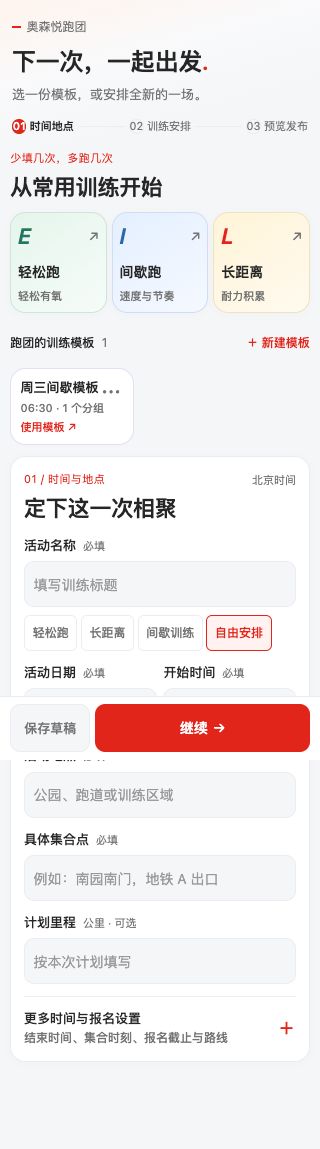 奥森悦跑团
下一次，一起出发.
选一份模板，或安排全新的一场。
01 时间地点 02 训练安排 03 预览发布
少填几次，多跑几次
从常用训练开始
E ↗ I ↗ L ↗
轻松跑 间歇跑 长距离
轻松有氧 速度与节奏 耐力积累
跑团的训练模板 1 + 新建模板
周三间歇模板 ...
06:30 · 1 个分组
使用模板 ↗
01 / 时间与地点 北京时间
定下这一次相聚
活动名称 必填
填写训练标题
轻松跑 长距离 间歇训练 自由安排
活动日期 必填 开始时间 必填
保存草稿 继续 →
公园、跑道或训练区域
具体集合点 必填
例如：南园南门，地铁 A 出口
计划里程 公里 · 可选
按本次计划填写
更多时间与报名设置 +
结束时间、集合时刻、报名截止与路线